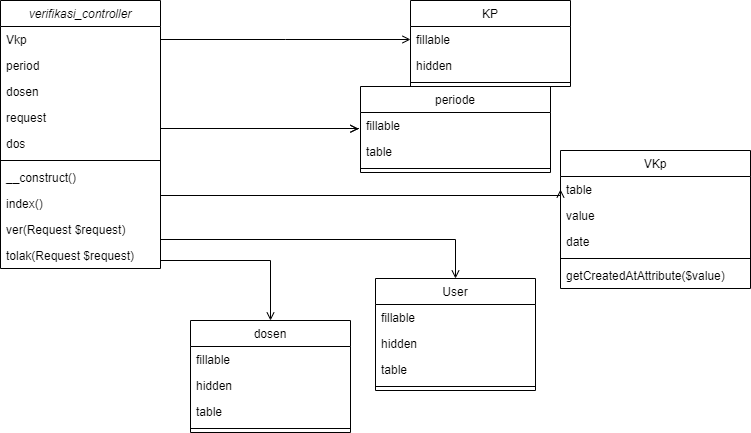 verifikasi_controller
Vkp
period
dosen
request
dos
__construct()
index()
ver(Request $request)
tolak(Request $request)
KP
fillable
hidden
periode
fillable
table
VKp
table
value
date
getCreatedAtAttribute($value)
User
fillable
hidden
table
dosen
fillable
hidden
table